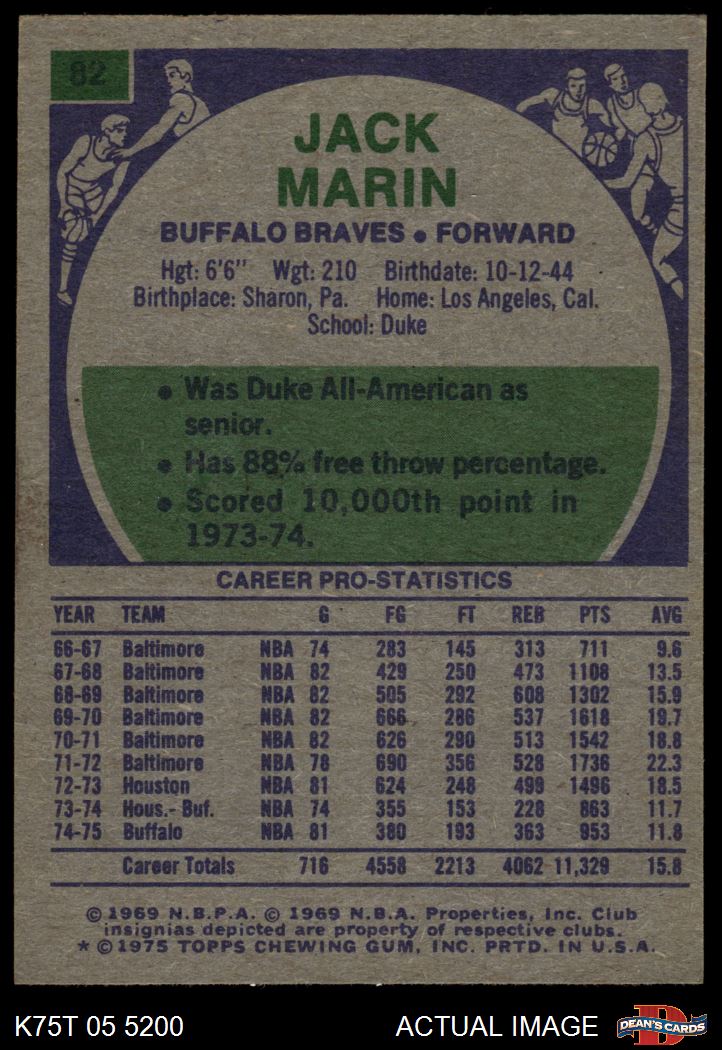 82
JACK
MARIN
BUFFALO BRAVES • FORWARD
Hgt: 6'6" Wgt: 210 Birthdate: 10-12-44
Birthplace: Sharon, Pa. Home: Los Angeles, Cal.
School: Duke
• Was Duke All-American as
senior.
• Has 88% free throw percentage.
• Scored 10,000th point in
1973-74.
CAREER PRO-STATISTICS
YEAR TEAM G FG FT REB PTS AVG
66-67 Baltimore NBA 74 283 145 313 711 9.6
67-68 Baltimore NBA 82 429 250 473 1108 13.5
68-69 Baltimore NBA 82 505 292 608 1302 15.9
69-70 Baltimore NBA 82 666 286 537 1618 19.7
70-71 Baltimore NBA 82 626 290 513 1542 18.8
71-72 Baltimore NBA 78 690 356 528 1736 22.3
72-73 Houston NBA 81 624 248 499 1496 18.5
73-74 Hous.- Buf. NBA 74 355 153 228 863 11.7
74-75 Buffalo NBA 81 380 193 363 953 11.8
Career Totals 716 4558 2213 4062 11,329 15.8
© 1969 N.B.P.A. © 1969 N.B.A. Properties, Inc. Club
insignias depicted are property of respective clubs.
* © 1975 TOPPS CHEWING GUM, INC. PRTD. IN U.S.A.
K75T 05 5200 ACTUAL IMAGE
D
DEAN'S CARDS